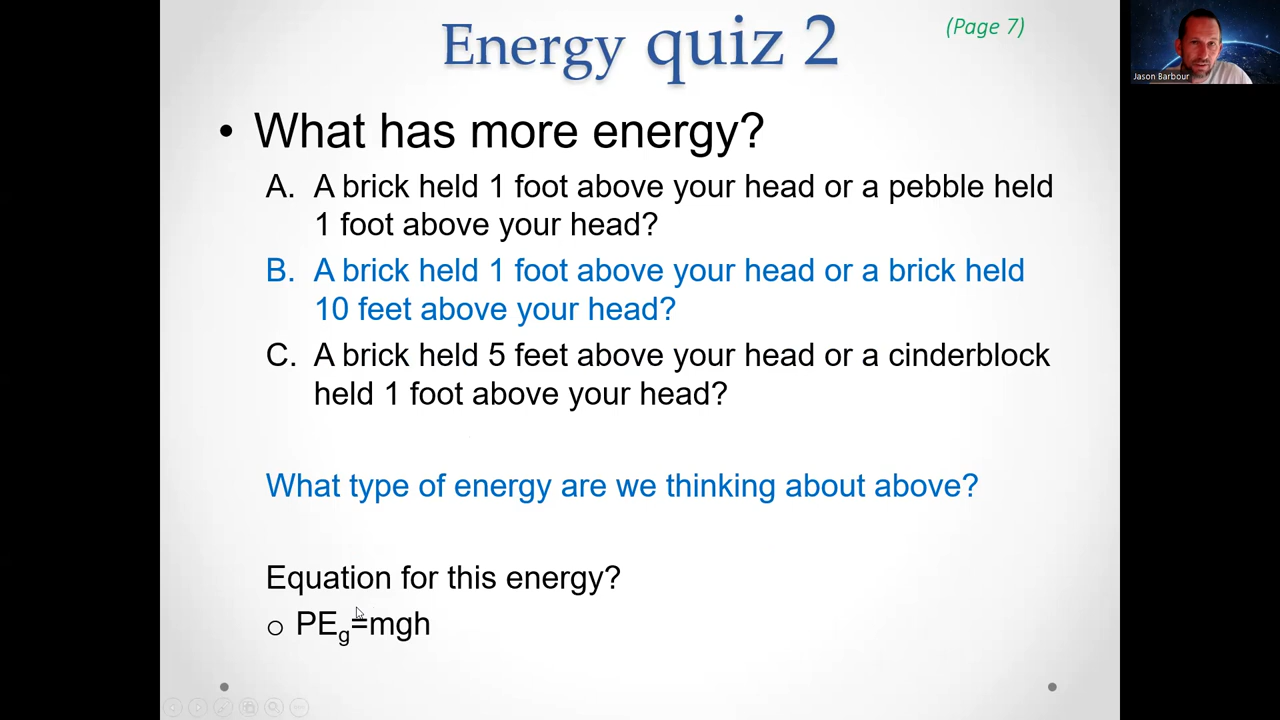 Energy quiz 2
(Page 7)
Jason Barbour
• What has more energy?
A. A brick held 1 foot above your head or a pebble held
1 foot above your head?
B. A brick held 1 foot above your head or a brick held
10 feet above your head?
C. A brick held 5 feet above your head or a cinderblock
held 1 foot above your head?
What type of energy are we thinking about above?
Equation for this energy?
o PEg=mgh